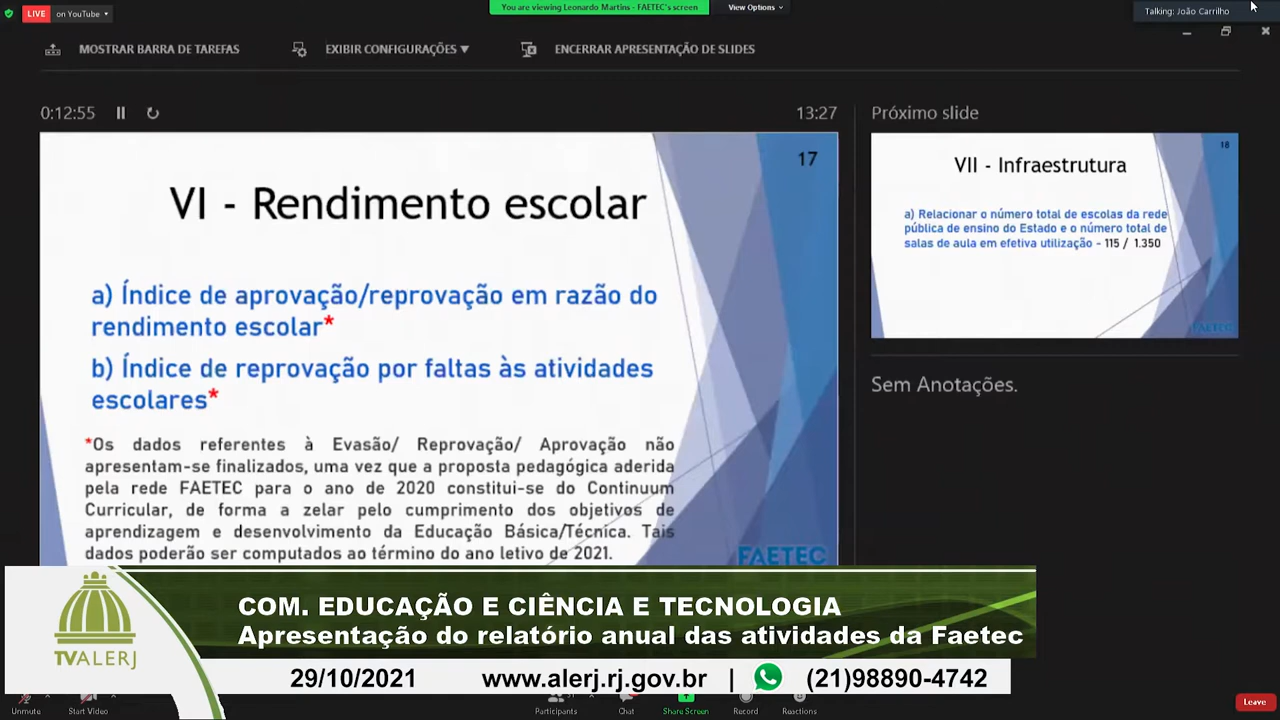 LIVE on YouTube
You are viewing Leonardo Martins - FAETEC's screen
View Options
Talking: João Carrilho
MOSTRAR BARRA DE TAREFAS
EXIBIR CONFIGURAÇÕES
ENCERRAR APRESENTAÇÃO DE SLIDES
0:12:55
13:27
17
VI - Rendimento escolar
a) Índice de aprovação/reprovação em razão do
rendimento escolar*
b) Índice de reprovação por faltas às atividades
escolares*
*Os dados referentes à Evasão/ Reprovação/ Aprovação não
apresentam-se finalizados, uma vez que a proposta pedagógica aderida
pela rede FAETEC para o ano de 2020 constitui-se do Continuum
Curricular, de forma a zelar pelo cumprimento dos objetivos de
aprendizagem e desenvolvimento da Educação Básica/Técnica. Tais
dados poderão ser computados ao término do ano letivo de 2021.
FAETEC
Próximo slide
18
VII - Infraestrutura
a) Relacionar o número total de escolas da rede
pública de ensino do Estado e o número total de
salas de aula em efetiva utilização - 115 / 1.350
FAETEC
Sem Anotações.
COM. EDUCAÇÃO E CIÊNCIA E TECNOLOGIA
Apresentação do relatório anual das atividades da Faetec
TVALERJ
29/10/2021 www.alerj.rj.gov.br | (21)98890-4742
Unmute
Start Video
Participants
Chat
Share Screen
Record
Reactions
Leave